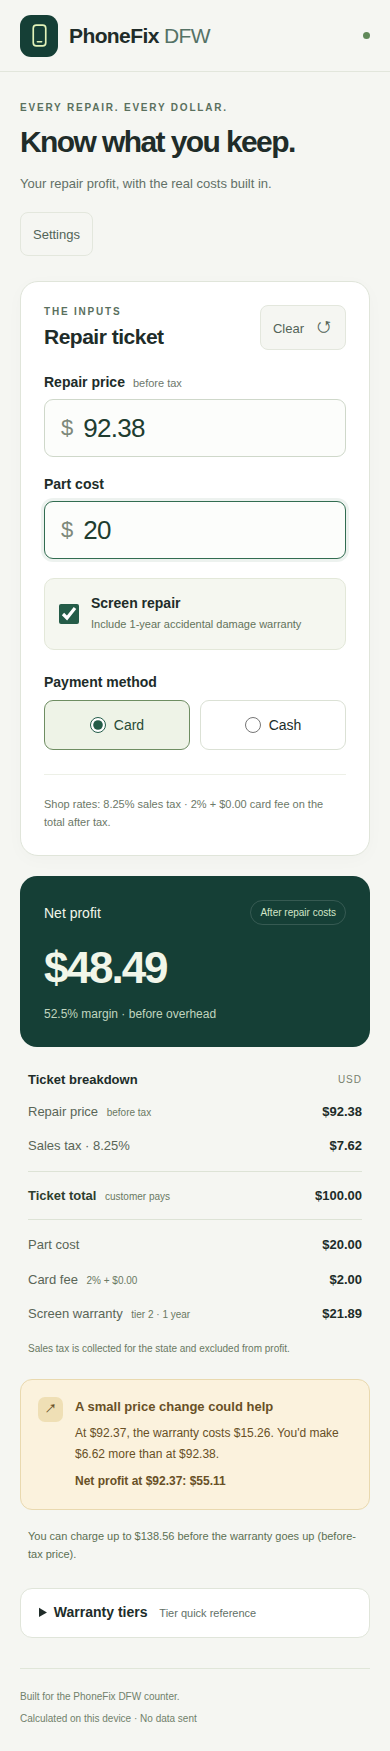 PhoneFix DFW
EVERY REPAIR. EVERY DOLLAR.
Know what you keep.
Your repair profit, with the real costs built in.
Settings
THE INPUTS
Repair ticket
Clear
Repair price before tax
$ 92.38
Part cost
$ 20
Screen repair
Include 1-year accidental damage warranty
Payment method
Card
Cash
Shop rates: 8.25% sales tax · 2% + $0.00 card fee on the
total after tax.
Net profit
After repair costs
$48.49
52.5% margin · before overhead
Ticket breakdown USD
Repair price before tax $92.38
Sales tax · 8.25% $7.62
Ticket total customer pays $100.00
Part cost $20.00
Card fee 2% + $0.00 $2.00
Screen warranty tier 2 · 1 year $21.89
Sales tax is collected for the state and excluded from profit.
A small price change could help
At $92.37, the warranty costs $15.26. You'd make
$6.62 more than at $92.38.
Net profit at $92.37: $55.11
You can charge up to $138.56 before the warranty goes up (before-
tax price).
Warranty tiers Tier quick reference
Built for the PhoneFix DFW counter.
Calculated on this device · No data sent